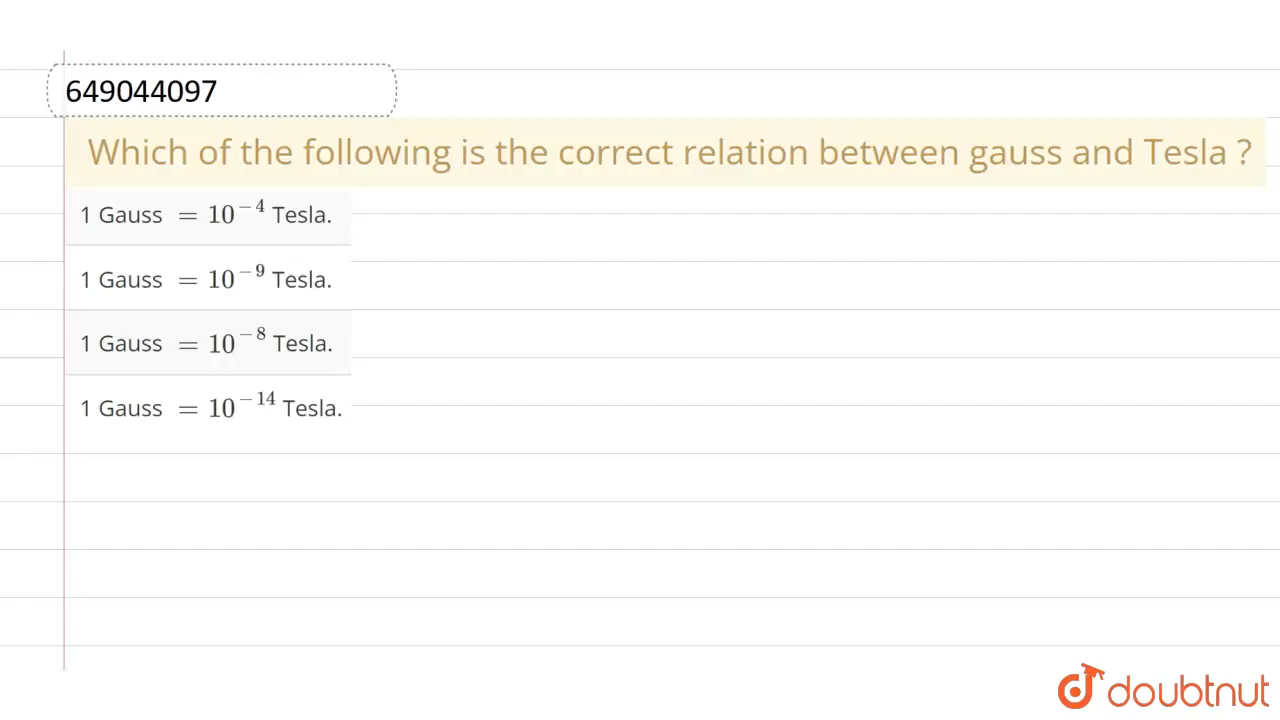 649044097
Which of the following is the correct relation between gauss and Tesla ?
1 Gauss = 10⁻⁴ Tesla.
1 Gauss = 10⁻⁹ Tesla.
1 Gauss = 10⁻⁸ Tesla.
1 Gauss = 10⁻¹⁴ Tesla.
doubtnut